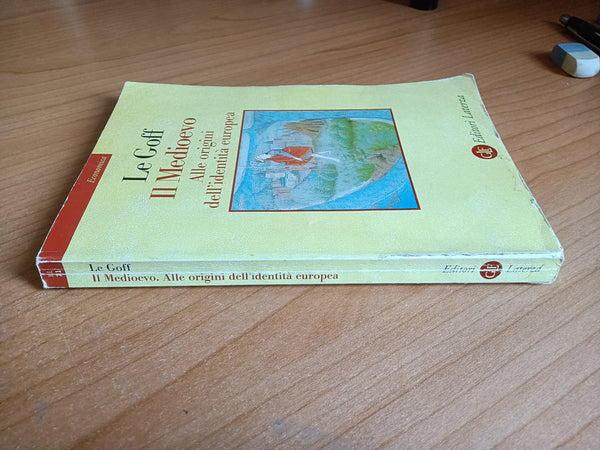 Economica
Le Goff
Il Medioevo
Alle origini
dell'identità europea
Editori Laterza
Le Goff
Il Medioevo. Alle origini dell'identità europea
Editori Laterza